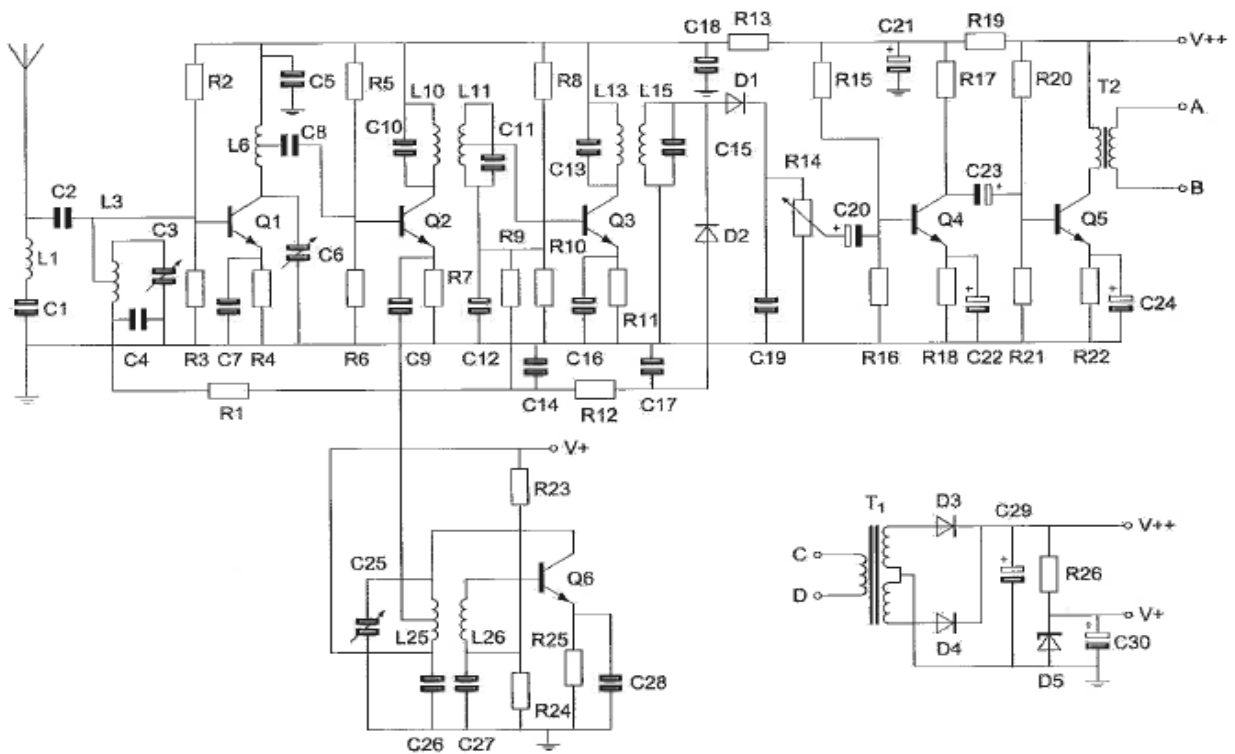 C18 R13 C21 R19
V++
R2 C5 R5 L10 L11 R8 L13 L15 D1 R15 R17 R20 T2
A
C8 C10 C11
L6 C13 C15 R14 C23
C2 L3 B
C20
Q1 Q2 Q3 D2 Q4 Q5
C3 C6 R9 R10
L1 R7
C1 R11 C24
C4 R3 C7 R4 R6 C9 C12 C16 C19 R16 R18 C22 R21 R22
R1 C14 R12 C17
V+
R23
T1 D3 C29
V++
C25 C
Q6 R26
D
V+
L25 L26 R25 D4 C30
C28 D5
R24
C26 C27